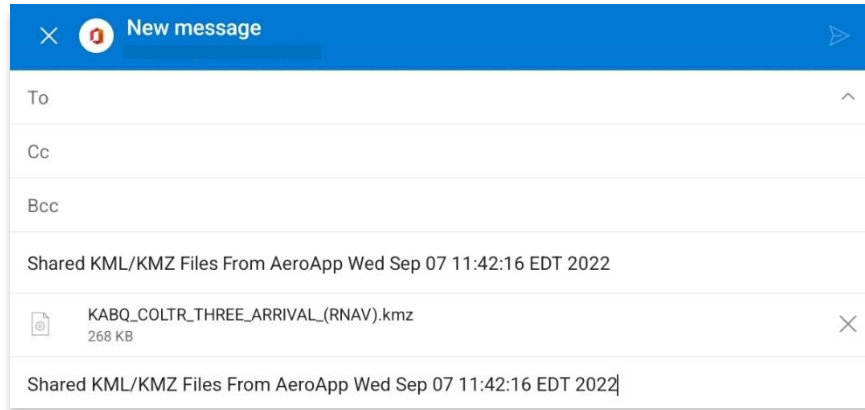 New message
To
Cc
Bcc
Shared KML/KMZ Files From AeroApp Wed Sep 07 11:42:16 EDT 2022
KABQ_COLTR_THREE_ARRIVAL_(RNAV).kmz
268 KB
Shared KML/KMZ Files From AeroApp Wed Sep 07 11:42:16 EDT 2022